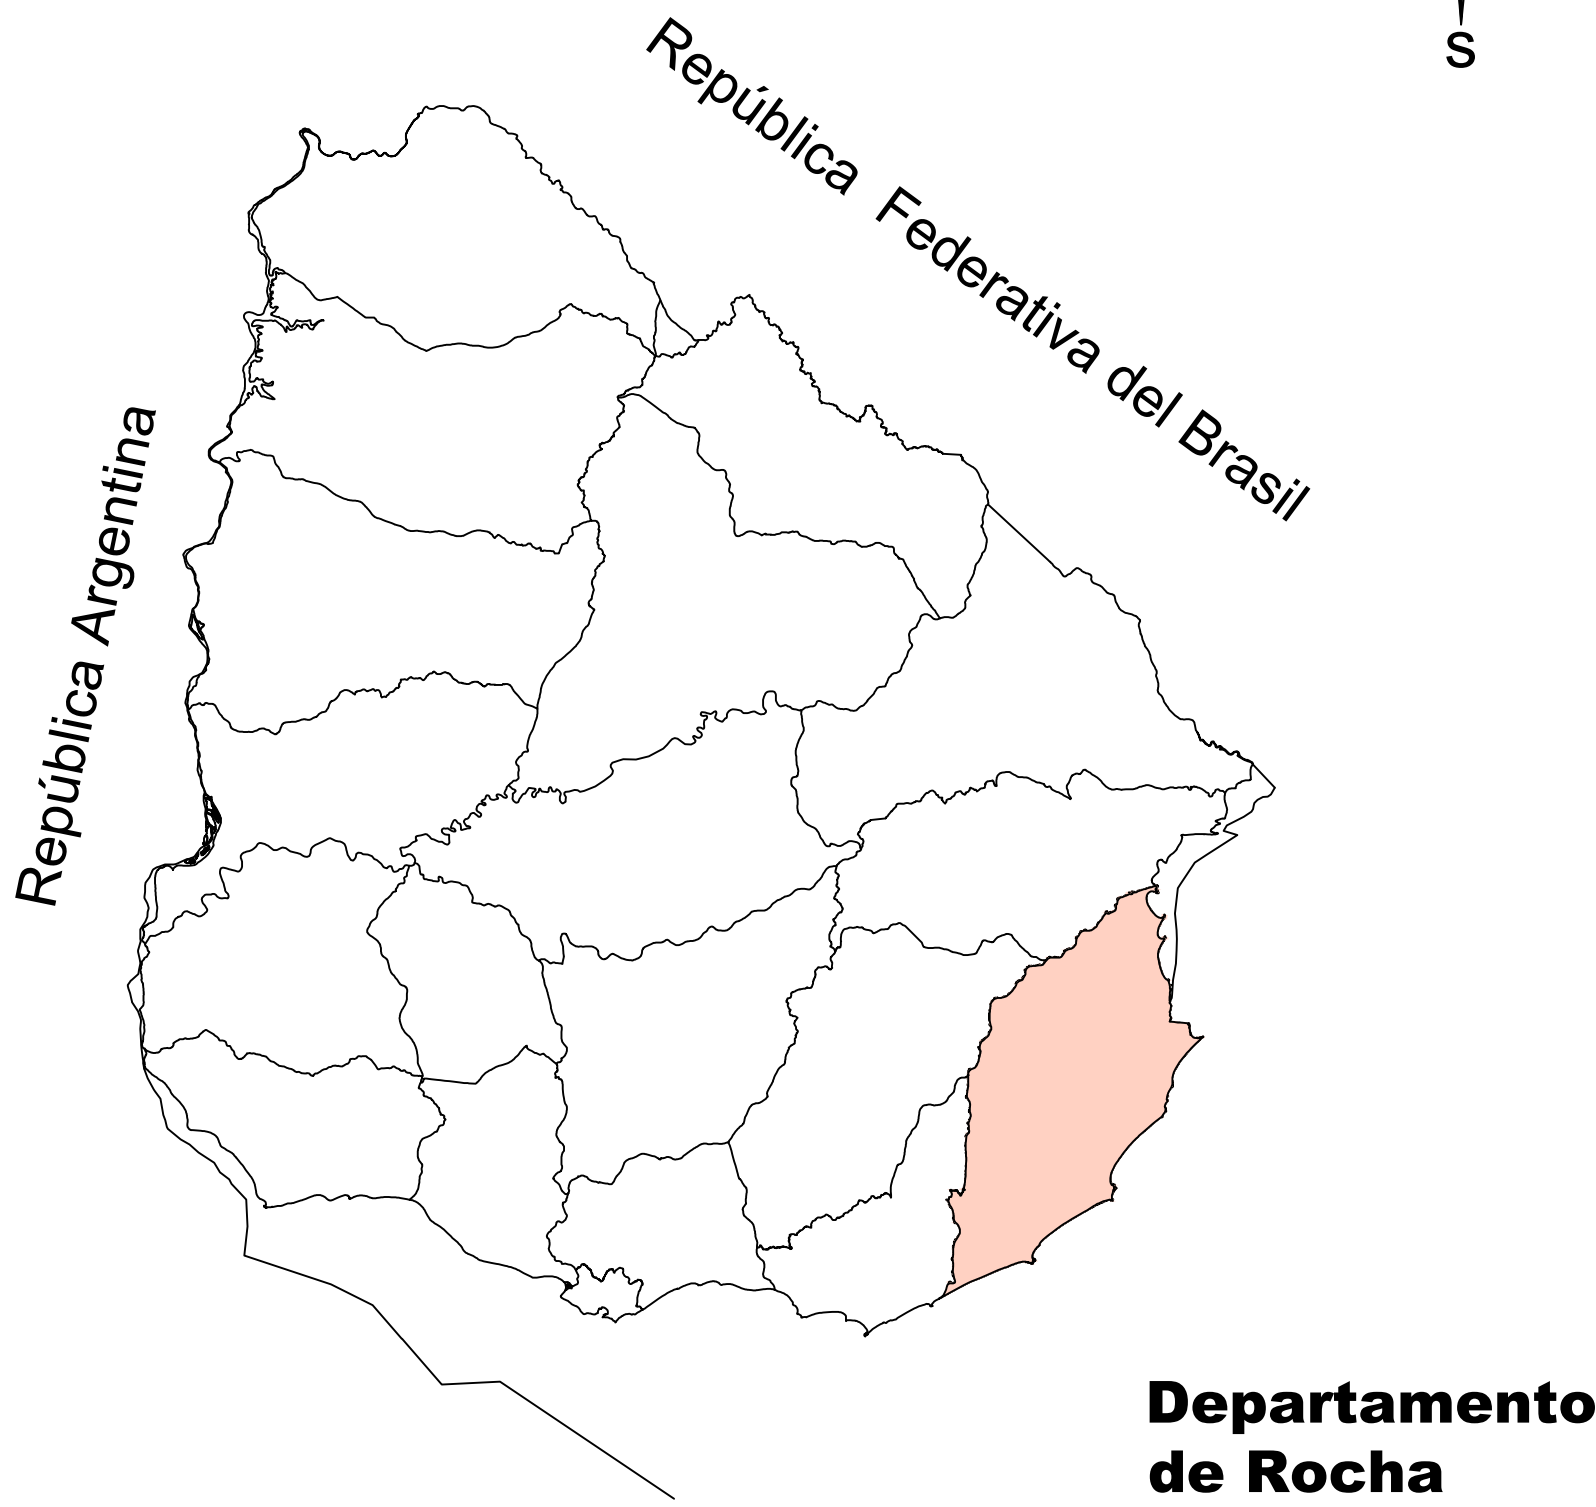 S
República Federativa del Brasil
República Argentina
Departamento
de Rocha